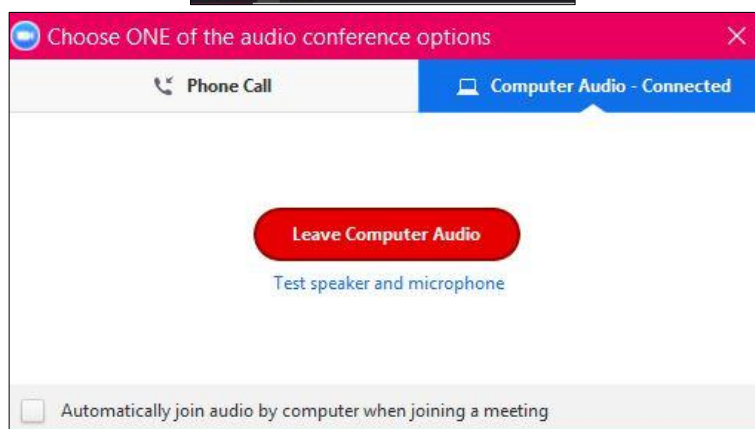 Choose ONE of the audio conference options
Phone Call
Computer Audio - Connected
Leave Computer Audio
Test speaker and microphone
Automatically join audio by computer when joining a meeting